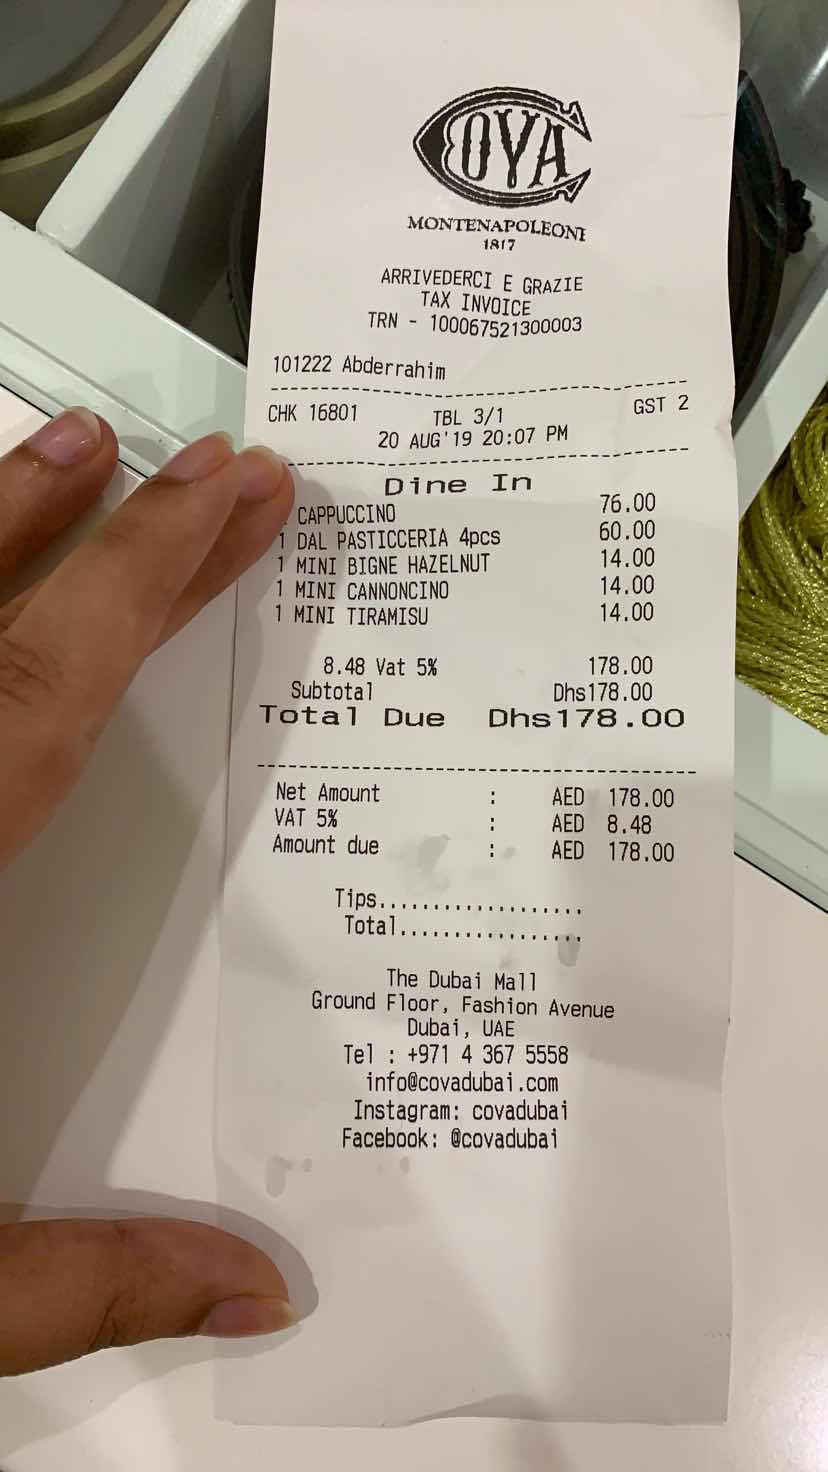 COVA
MONTENAPOLEONE
1817
ARRIVEDERCI E GRAZIE
TAX INVOICE
TRN - 100067521300003
101222 Abderrahim
CHK 16801 TBL 3/1 GST 2
20 AUG'19 20:07 PM
Dine In
CAPPUCCINO 76.00
1 DAL PASTICCERIA 4pcs 60.00
1 MINI BIGNE HAZELNUT 14.00
1 MINI CANNONCINO 14.00
1 MINI TIRAMISU 14.00
8.48 Vat 5% 178.00
Subtotal Dhs178.00
Total Due Dhs178.00
Net Amount : AED 178.00
VAT 5% : AED 8.48
Amount due : AED 178.00
Tips...................
Total.................
The Dubai Mall
Ground Floor, Fashion Avenue
Dubai, UAE
Tel : +971 4 367 5558
info@covadubai.com
Instagram: covadubai
Facebook: @covadubai